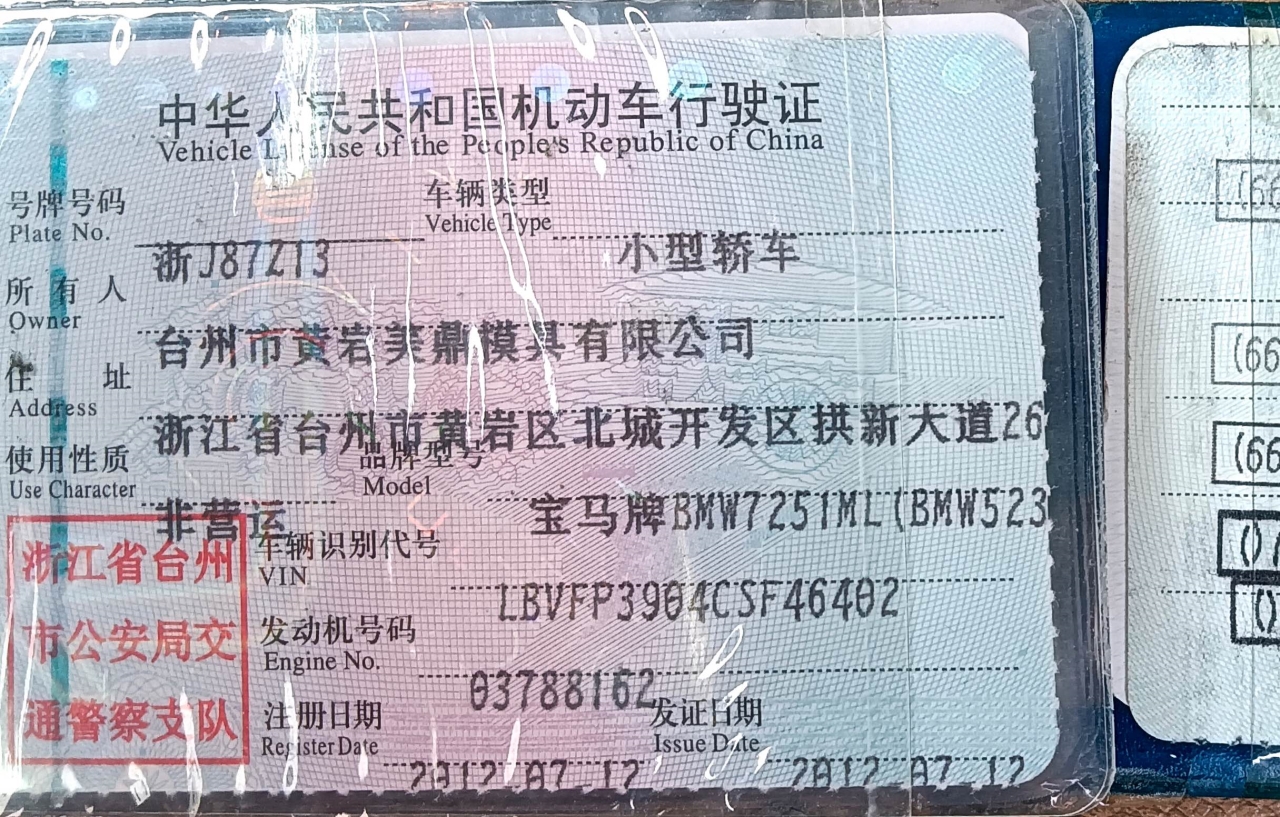 中华人民共和国机动车行驶证
Vehicle License of the People's Republic of China
号牌号码 车辆类型
Plate No. Vehicle Type
浙J87Z13 小型轿车
所有人
Owner
台州市黄岩美鼎模具有限公司
住址
Address
浙江省台州市黄岩区北城开发区拱新大道26
使用性质 品牌型号
Use Character Model
非营运 宝马牌BMW7251ML(BMW523
浙江省台州 车辆识别代号
VIN
LBVFP3904CSF46402
市公安局交 发动机号码
Engine No.
03788162
通警察支队 注册日期 发证日期
Register Date Issue Date
2012-07-12 2012-07-12
(66
(66
(66
()
()